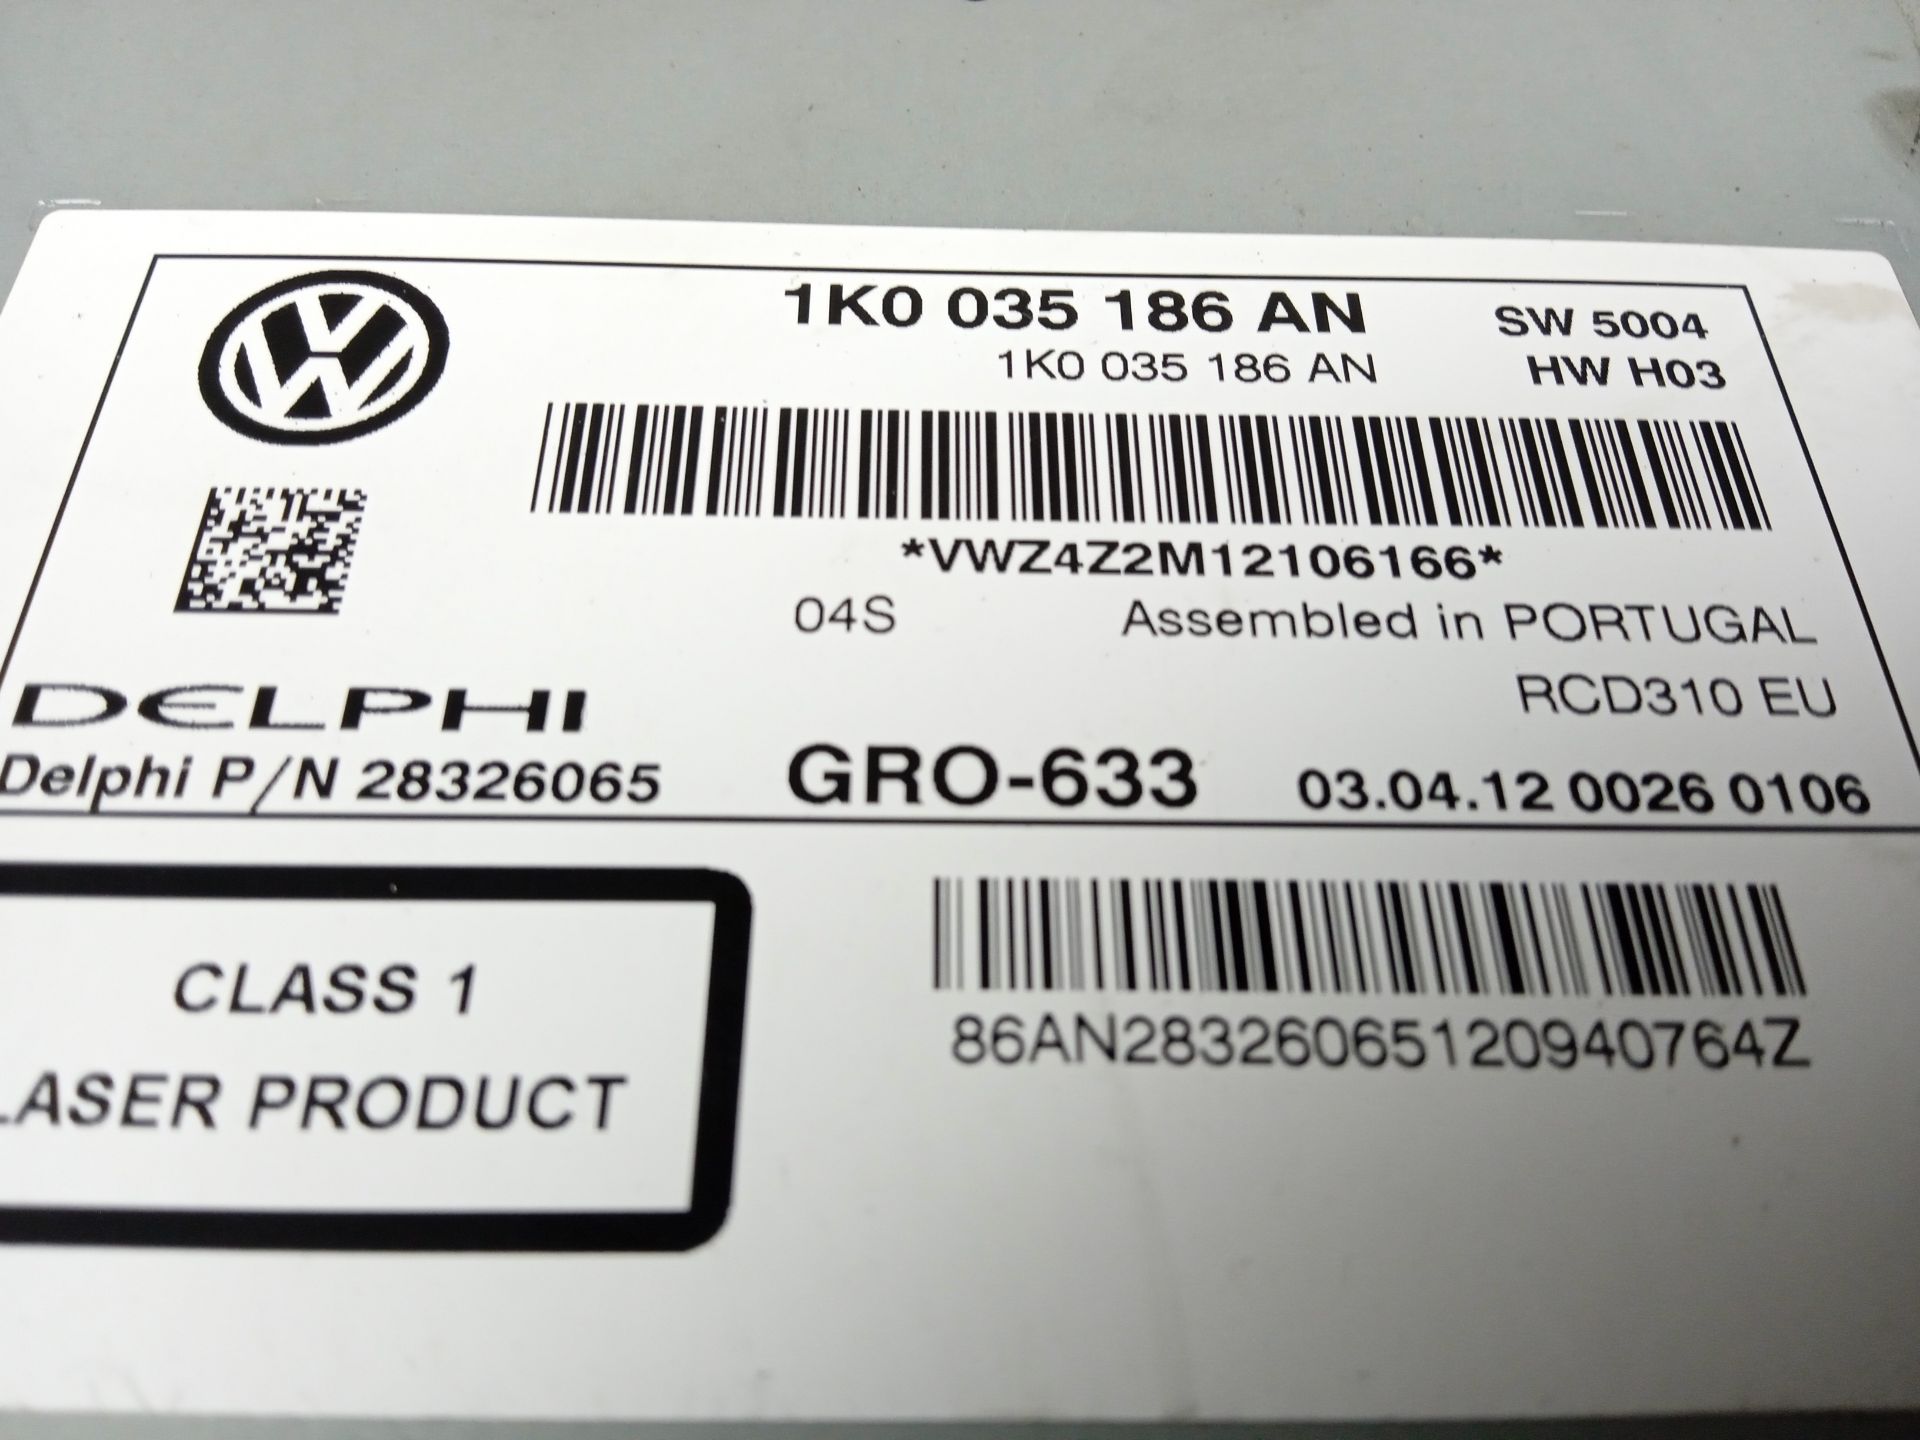 1K0 035 186 AN SW 5004
1K0 035 186 AN HW H03
*VWZ4Z2M12106166*
04S Assembled in PORTUGAL
DELPHI RCD310 EU
Delphi P/N 28326065 GRO-633 03.04.12 0026 0106
CLASS 1
LASER PRODUCT
86AN28326065120940764Z